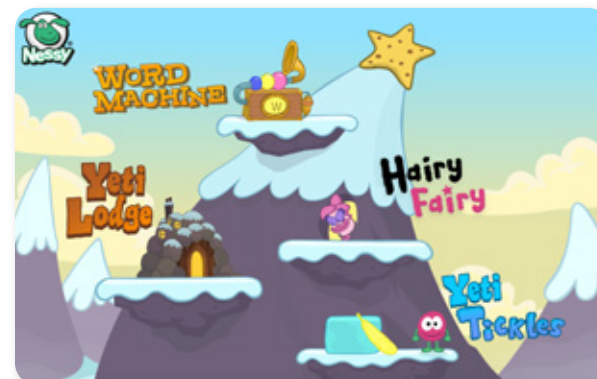 Nessy
WORD
MACHINE
W
Yeti
Lodge
Hairy
Fairy
Yeti
Tickles